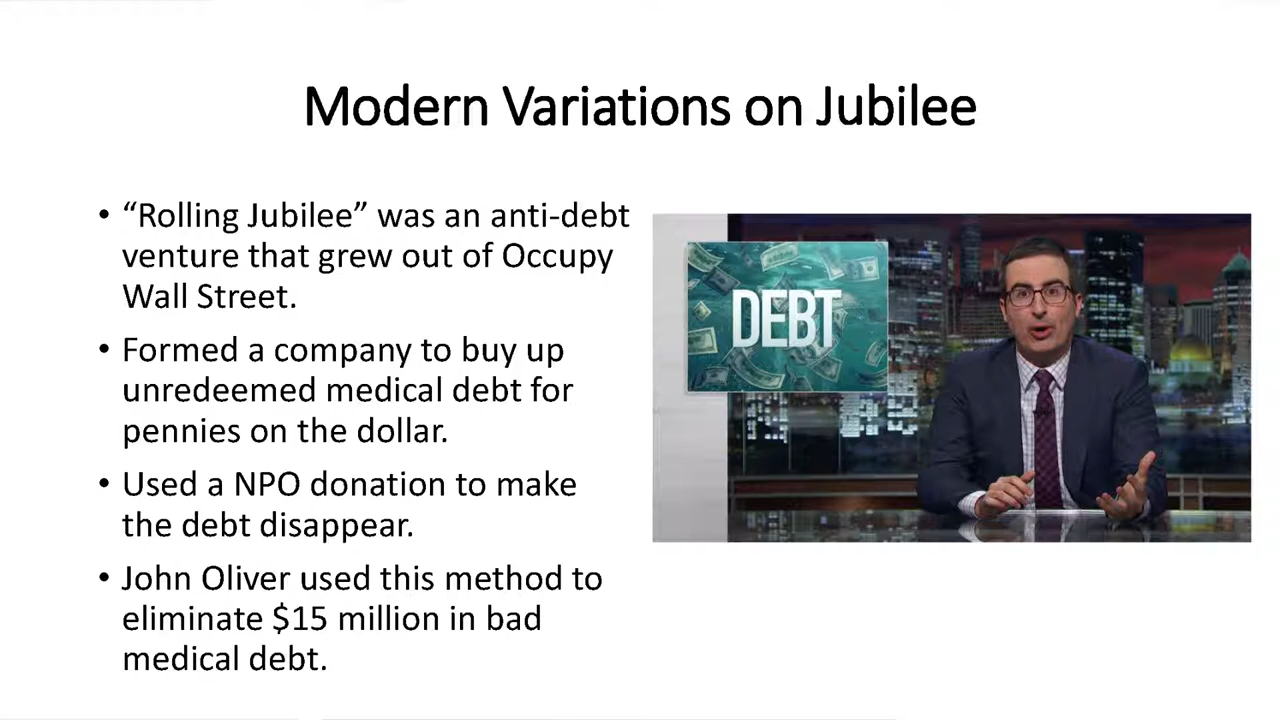 Modern Variations on Jubilee
• “Rolling Jubilee” was an anti-debt
venture that grew out of Occupy
Wall Street.
• Formed a company to buy up
unredeemed medical debt for
pennies on the dollar.
• Used a NPO donation to make
the debt disappear.
• John Oliver used this method to
eliminate $15 million in bad
medical debt.
DEBT